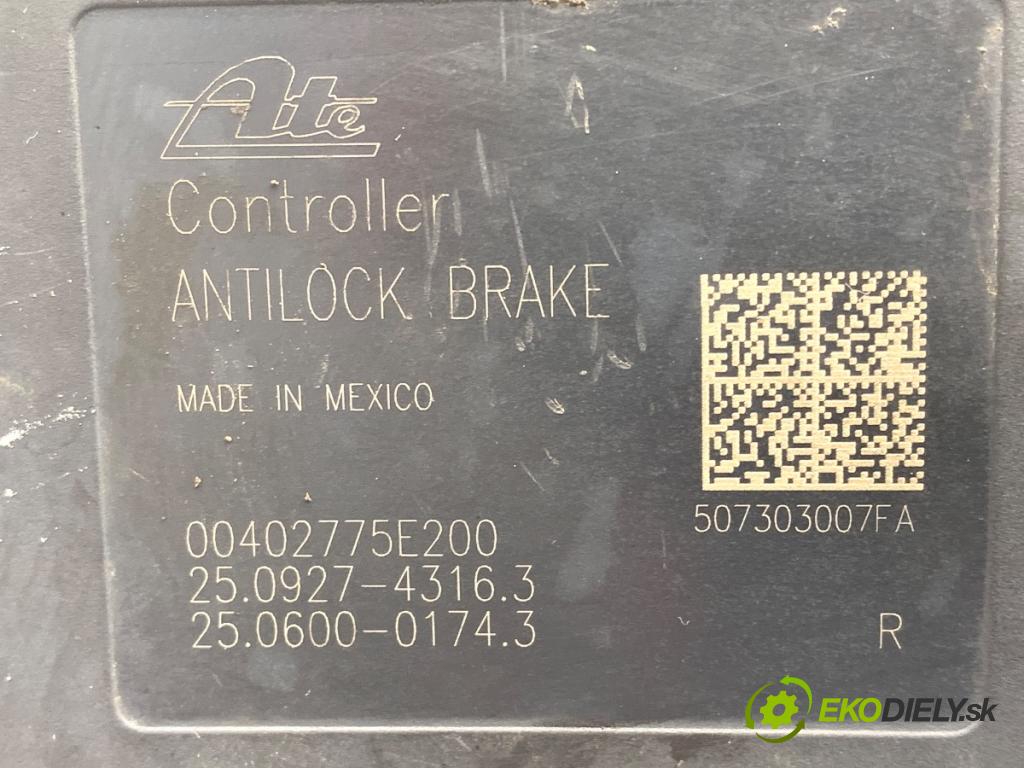 Ate
Controller
ANTILOCK BRAKE
MADE IN MEXICO
507303007FA
00402775E200
25.0927-4316.3
25.0600-0174.3
R
EKODIELY.sk